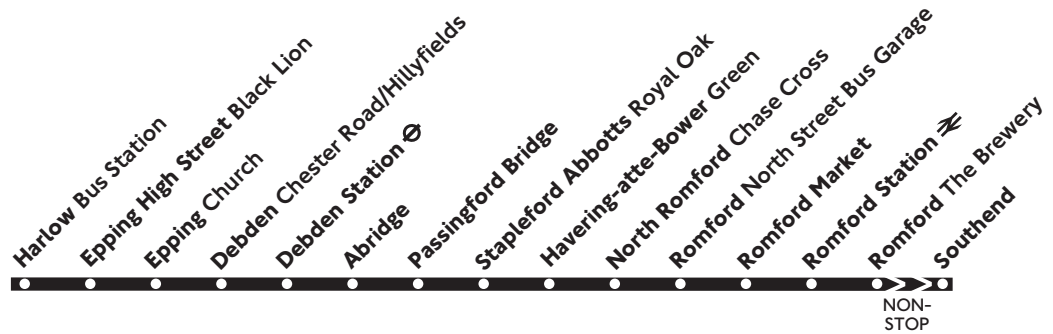 Harlow Bus Station
Epping High Street Black Lion
Epping Church
Debden Chester Road/Hillyfields
Debden Station
Abridge
Passingford Bridge
Stapleford Abbotts Royal Oak
Havering-atte-Bower Green
North Romford Chase Cross
Romford North Street Bus Garage
Romford Market
Romford Station
Romford The Brewery
Southend
NON-
STOP